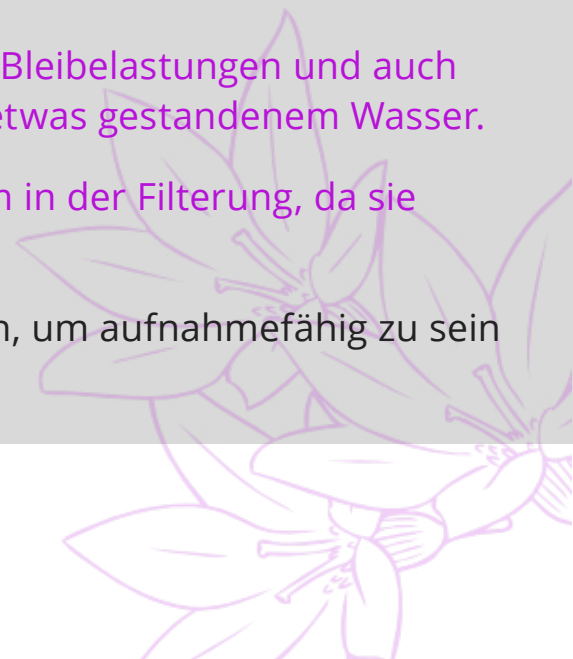 Bleibelastungen und auch
etwas gestandenem Wasser.
in der Filterung, da sie
um aufnahmefähig zu sein